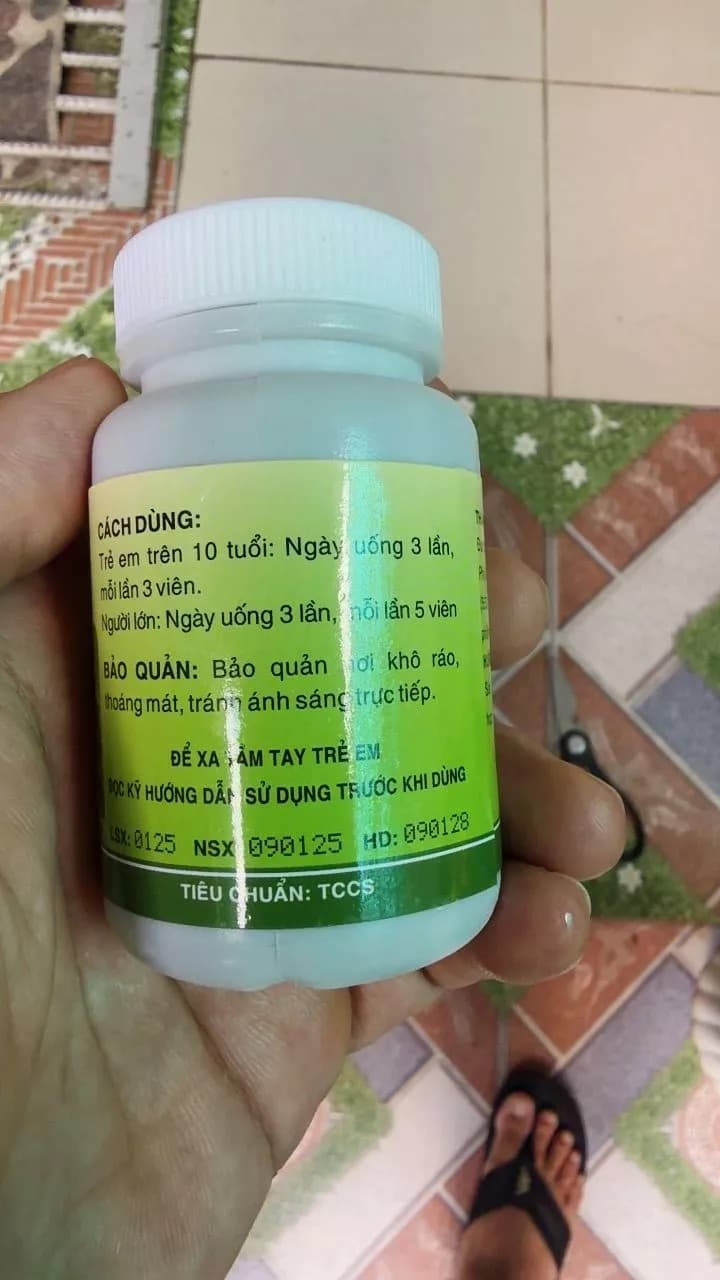 CÁCH DÙNG:
Trẻ em trên 10 tuổi: Ngày uống 3 lần,
mỗi lần 3 viên.
Người lớn: Ngày uống 3 lần, mỗi lần 5 viên
BẢO QUẢN: Bảo quản nơi khô ráo,
thoáng mát, tránh ánh sáng trực tiếp.
ĐỂ XA TẦM TAY TRẺ EM
ĐỌC KỸ HƯỚNG DẪN SỬ DỤNG TRƯỚC KHI DÙNG
LSX: 0125 NSX: 090125 HD: 090128
TIÊU CHUẨN: TCCS